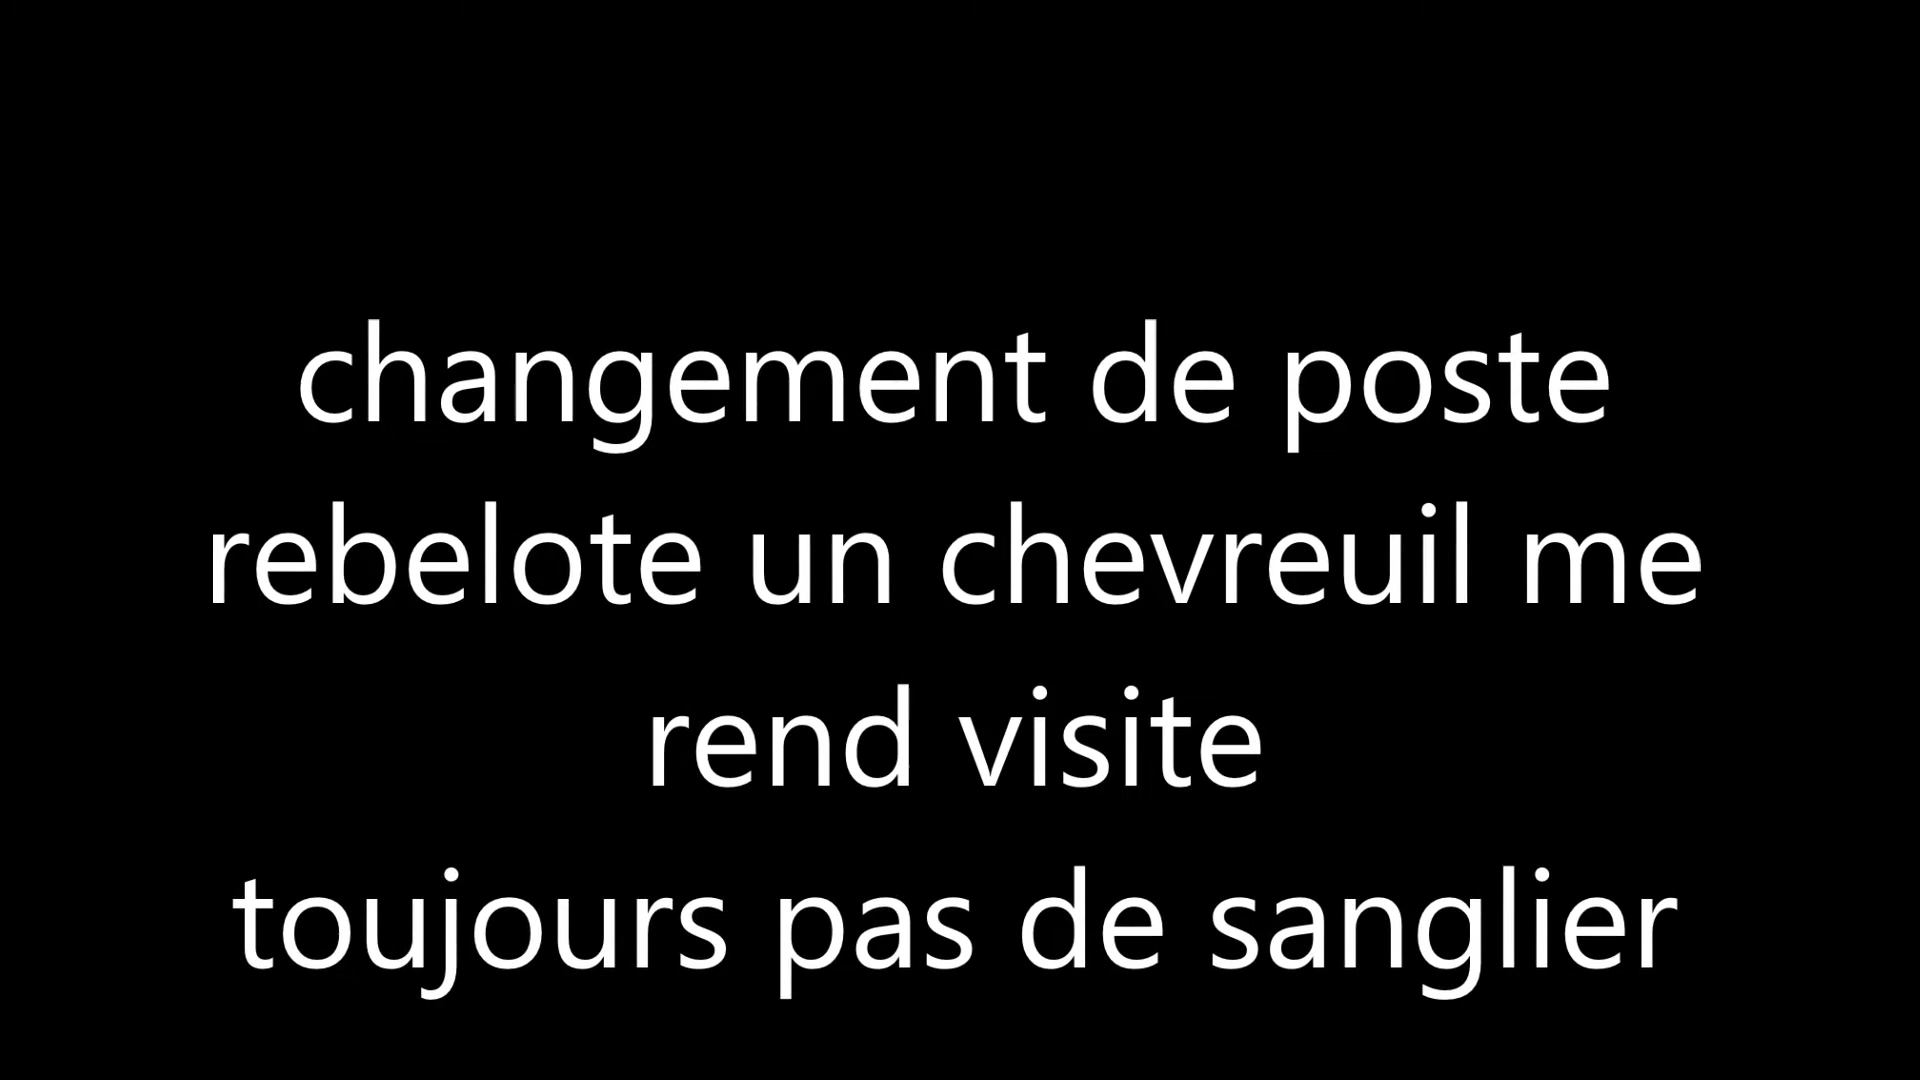 changement de poste
rebelote un chevreuil me
rend visite
toujours pas de sanglier